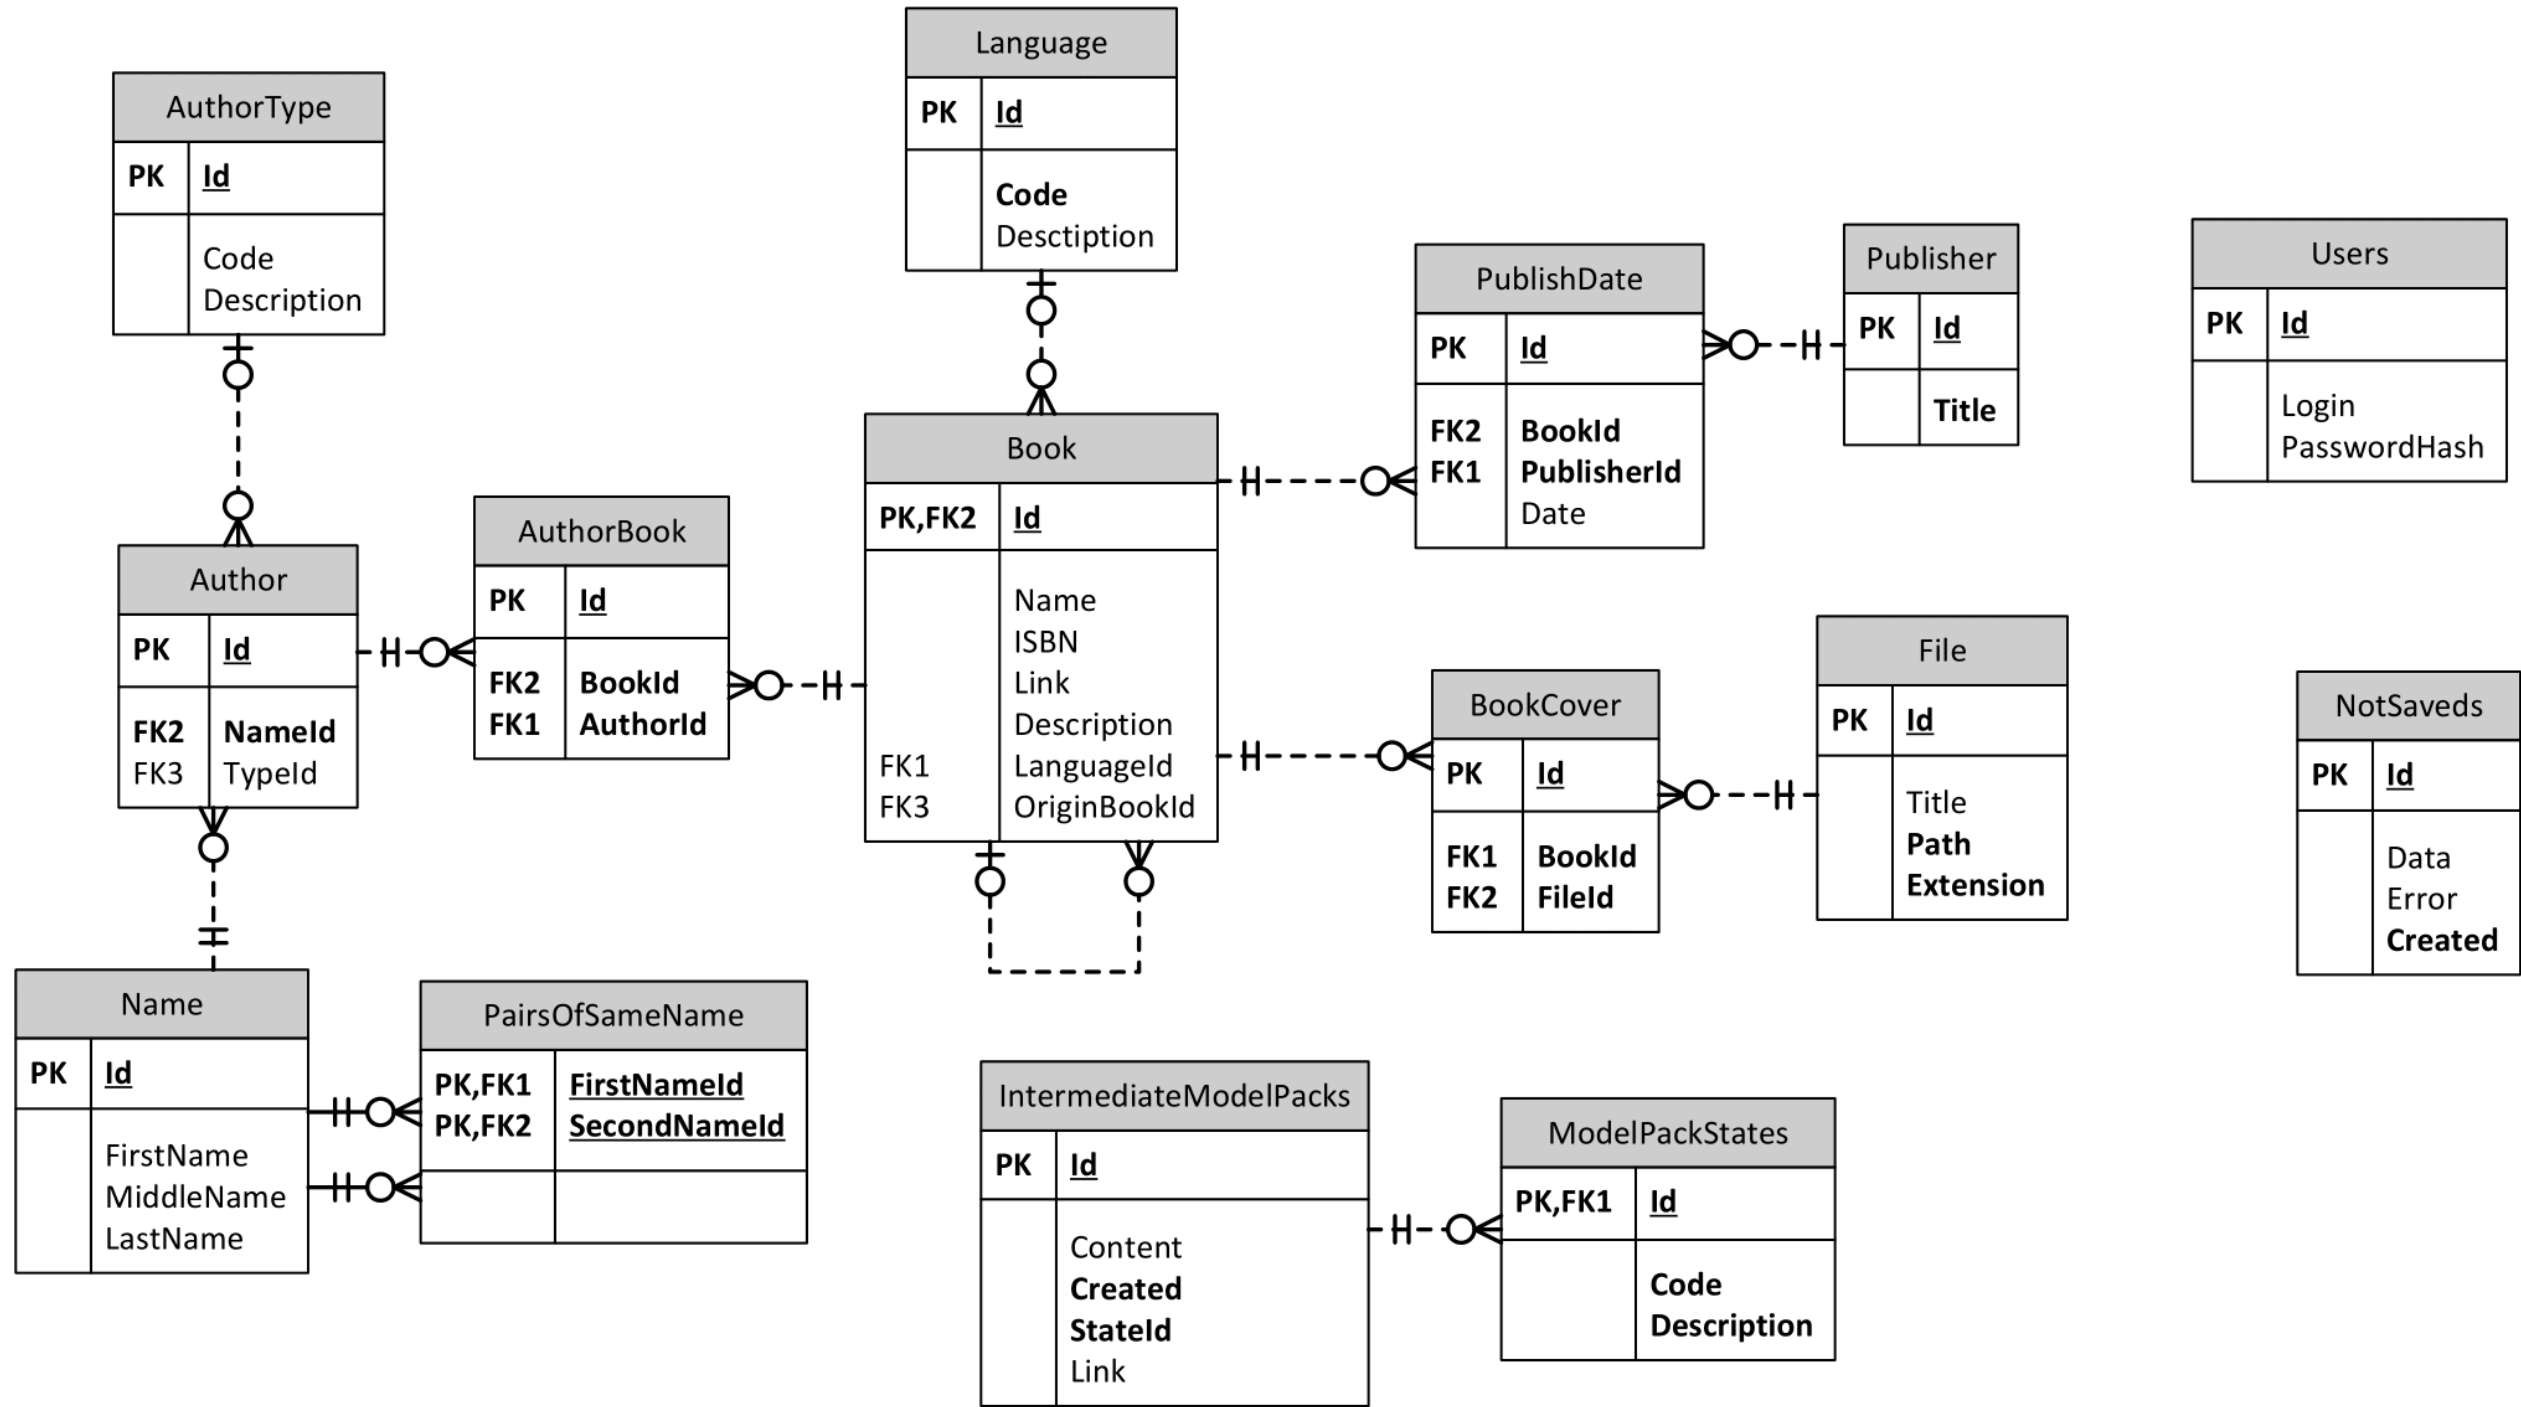 Language
PK Id
Code
Desctiption
AuthorType
PK Id
Code
Description
PublishDate
PK Id
FK2 BookId
FK1 PublisherId
Date
Publisher
PK Id
Title
Users
PK Id
Login
PasswordHash
Book
PK,FK2 Id
Name
ISBN
Link
Description
FK1 LanguageId
FK3 OriginBookId
AuthorBook
PK Id
FK2 BookId
FK1 AuthorId
Author
PK Id
FK2 NameId
FK3 TypeId
BookCover
PK Id
FK1 BookId
FK2 FileId
File
PK Id
Title
Path
Extension
NotSaveds
PK Id
Data
Error
Created
Name
PK Id
FirstName
MiddleName
LastName
PairsOfSameName
PK,FK1 FirstNameId
PK,FK2 SecondNameId
IntermediateModelPacks
PK Id
Content
Created
StateId
Link
ModelPackStates
PK,FK1 Id
Code
Description